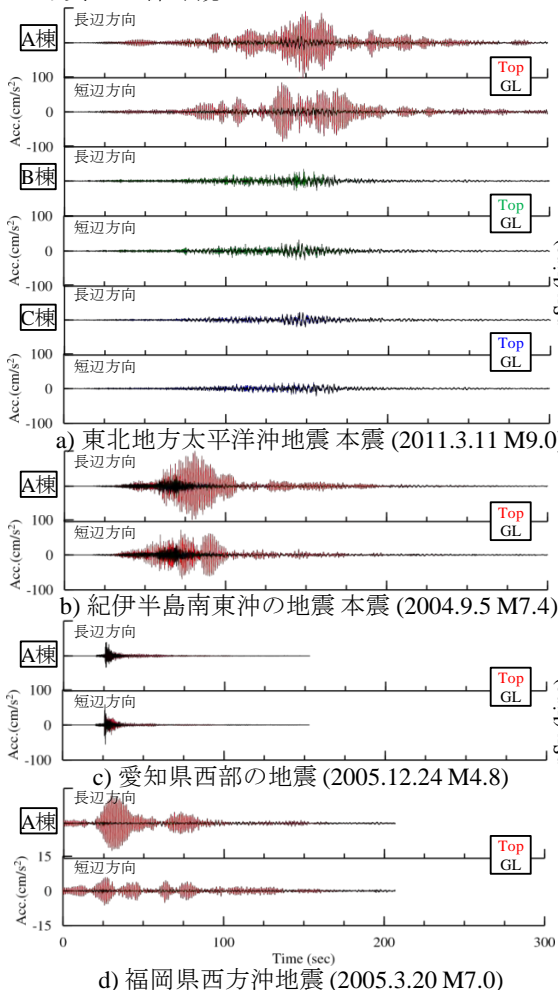 長辺方向
A棟
Top
GL
100
短辺方向
0
Acc.(cm/s²)
-100
長辺方向
B棟
Top
GL
100
短辺方向
0
Acc.(cm/s²)
-100
長辺方向
C棟
Top
GL
100
短辺方向
0
Acc.(cm/s²)
-100
a) 東北地方太平洋沖地震 本震 (2011.3.11 M9.0)
長辺方向
A棟
Top
GL
100
短辺方向
0
Acc.(cm/s²)
-100
b) 紀伊半島南東沖の地震 本震 (2004.9.5 M7.4)
長辺方向
A棟
Top
GL
100
短辺方向
0
Acc.(cm/s²)
-100
c) 愛知県西部の地震 (2005.12.24 M4.8)
長辺方向
A棟
Top
GL
15
短辺方向
0
Acc.(cm/s²)
-15
0 50 100 150 200 250 300
Time (sec)
d) 福岡県西方沖地震 (2005.3.20 M7.0)